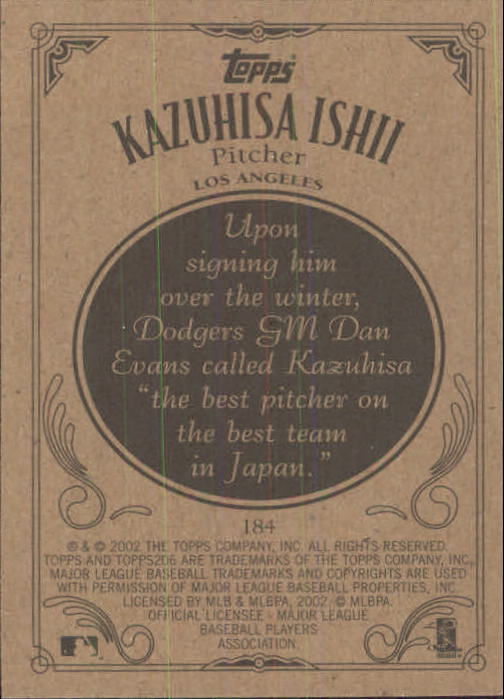 topps
KAZUHISA ISHII
Pitcher
LOS ANGELES
Upon
signing him
over the winter,
Dodgers GM Dan
Evans called Kazuhisa
“the best pitcher on
the best team
in Japan.”
184
® & © 2002 THE TOPPS COMPANY, INC. ALL RIGHTS RESERVED.
TOPPS AND TOPPS206 ARE TRADEMARKS OF THE TOPPS COMPANY, INC.
MAJOR LEAGUE BASEBALL TRADEMARKS AND COPYRIGHTS ARE USED
WITH PERMISSION OF MAJOR LEAGUE BASEBALL PROPERTIES, INC.
LICENSED BY MLB & MLBPA, 2002. © MLBPA.
OFFICIAL LICENSEE - MAJOR LEAGUE
BASEBALL PLAYERS
ASSOCIATION.